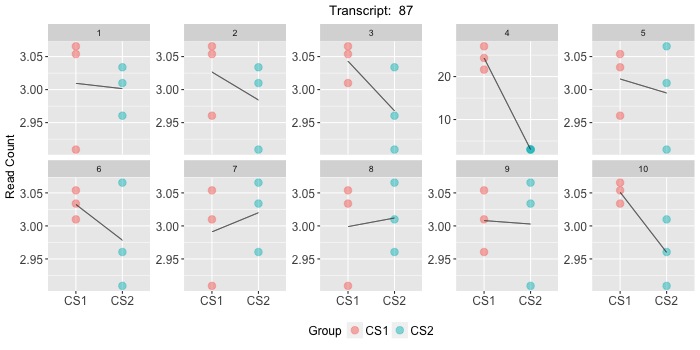 Transcript: 87
1 2 3 4 5
3.05 3.05 3.05 20 3.05
3.00 3.00 3.00 10 3.00
2.95 2.95 2.95 2.95
Read Count
6 7 8 9 10
3.05 3.05 3.05 3.05 3.05
3.00 3.00 3.00 3.00 3.00
2.95 2.95 2.95 2.95 2.95
CS1 CS2 CS1 CS2 CS1 CS2 CS1 CS2 CS1 CS2
Group CS1 CS2